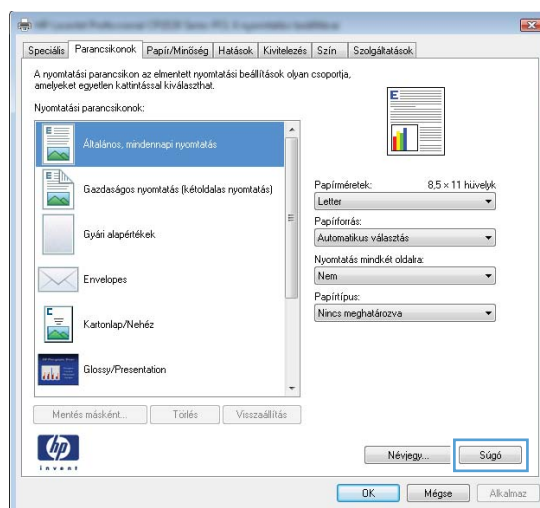 Speciális Parancsikonok Papír/Minőség Hatások Kivitelezés Szín Szolgáltatások
A nyomtatási parancsikon az elmentett nyomtatási beállítások olyan csoportja,
amelyeket egyetlen kattintással kiválaszthat.
Nyomtatási parancsikonok:
Általános, mindennapi nyomtatás
Gazdaságos nyomtatás (kétoldalas nyomtatás)
Gyári alapértékek
Envelopes
Kartonlap/Nehéz
Glossy/Presentation
Mentés másként... Törlés Visszaállítás
E
Papírméretek: 8,5 × 11 hüvelyk
Letter
Papírforrás:
Automatikus választás
Nyomtatás mindkét oldalra:
Nem
Papírtípus:
Nincs meghatározva
hp
invent
Névjegy... Súgó
OK Mégse Alkalmaz